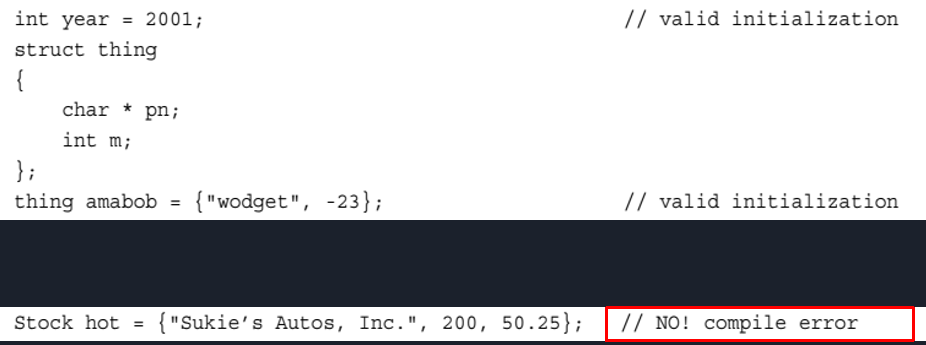 int year = 2001; // valid initialization
struct thing
{
char * pn;
int m;
};
thing amabob = {"wodget", -23}; // valid initialization
Stock hot = {"Sukie’s Autos, Inc.", 200, 50.25}; // NO! compile error